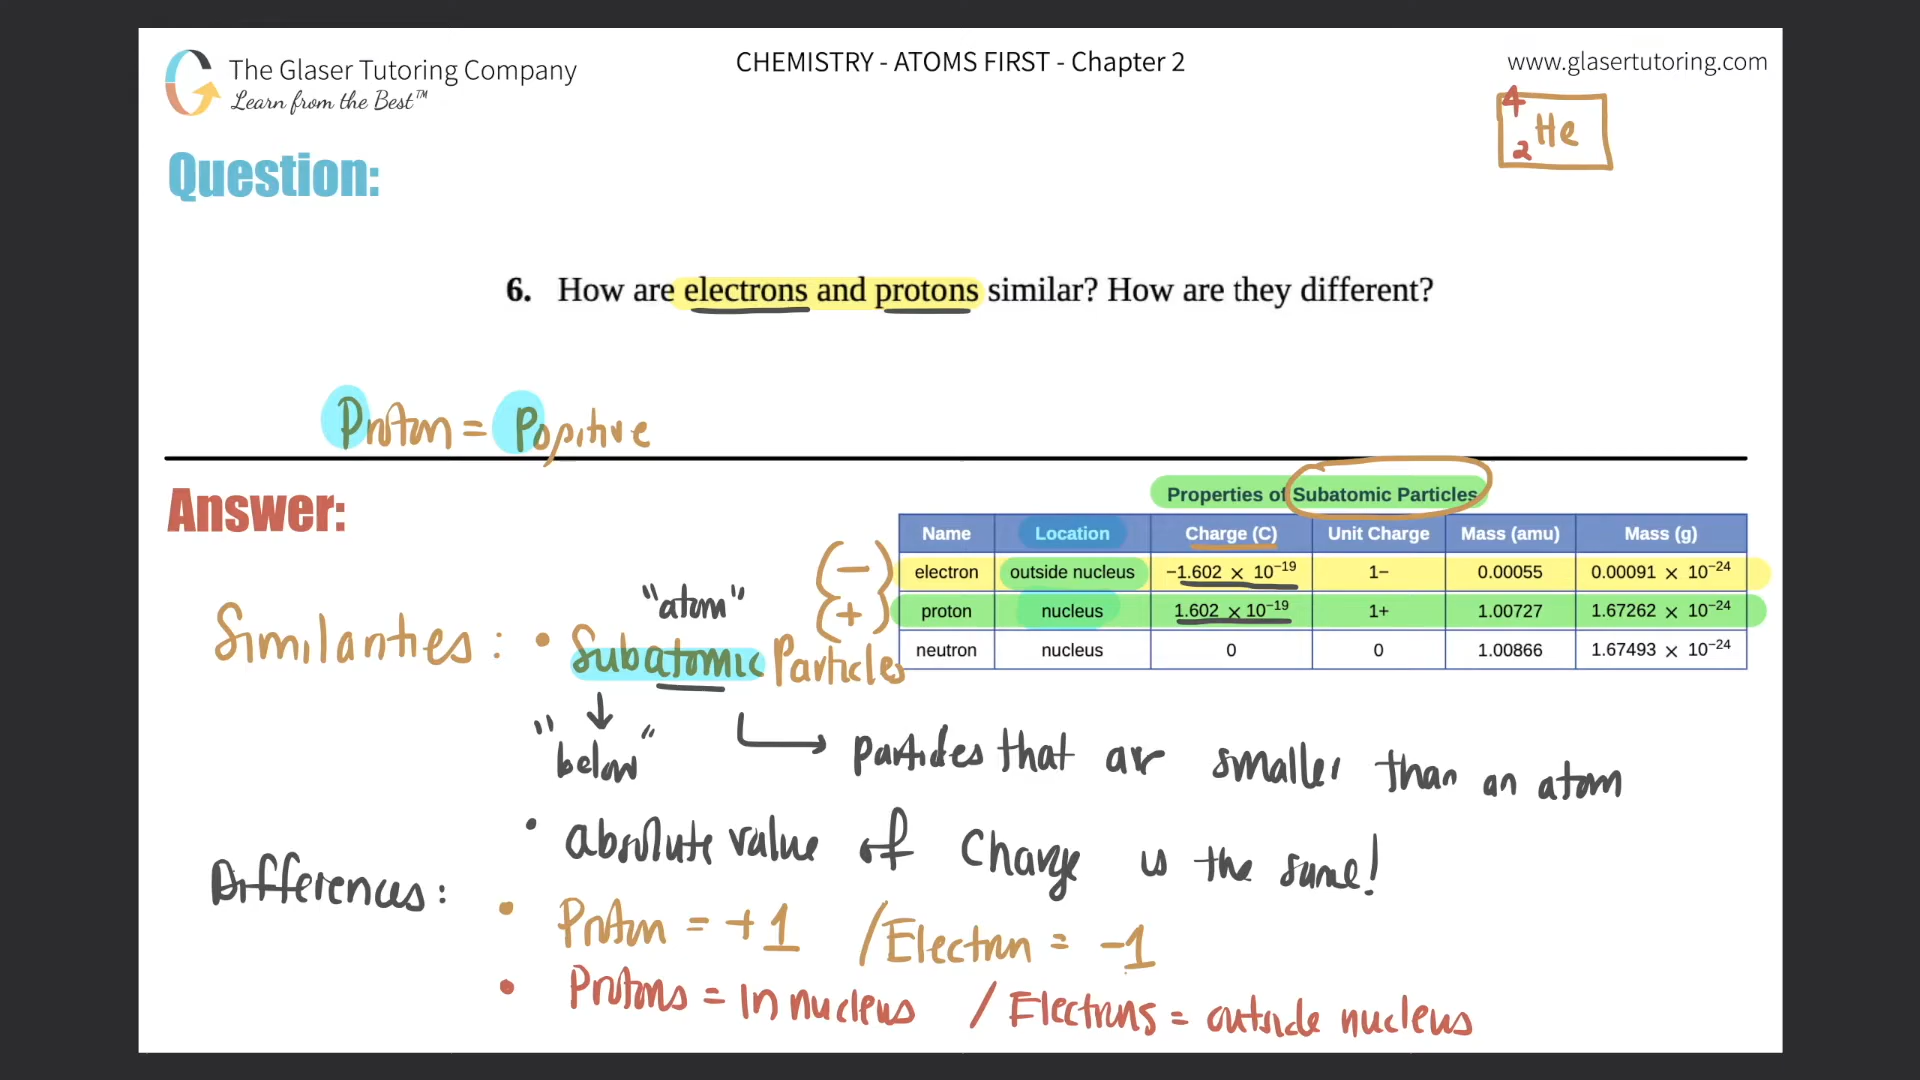 The Glaser Tutoring Company
Learn from the Best™
CHEMISTRY - ATOMS FIRST - Chapter 2
www.glasertutoring.com
4
He
2
Question:
6. How are electrons and protons similar? How are they different?
Proton = Positive
Answer:
Properties of Subatomic Particles
Name Location Charge (C) Unit Charge Mass (amu) Mass (g)
electron outside nucleus −1.602 × 10⁻¹⁹ 1− 0.00055 0.00091 × 10⁻²⁴
proton nucleus 1.602 × 10⁻¹⁹ 1+ 1.00727 1.67262 × 10⁻²⁴
neutron nucleus 0 0 1.00866 1.67493 × 10⁻²⁴
(−)
(+)
"atom"
Similarities: • Subatomic Particles
"below"
particles that are smaller than an atom
• absolute value of charge is the same!
Differences:
• Proton = +1 / Electron = −1
• Protons = in nucleus / Electrons = outside nucleus